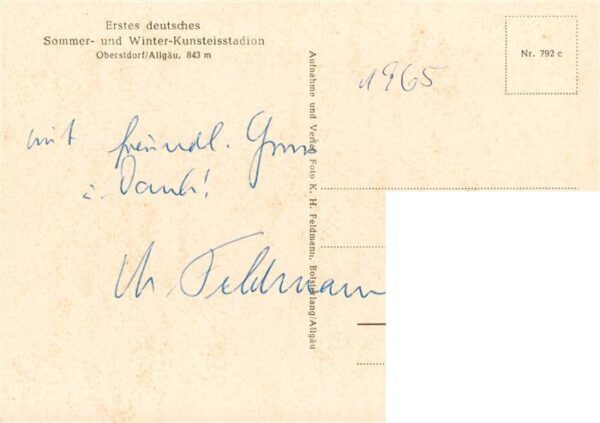 Erstes deutsches
Sommer- und Winter-Kunsteisstadion
Oberstdorf/Allgäu, 843 m
Nr. 792 c
1965
mit freundl. Gruss
u. Dank!
Feldmann
Aufnahme und Verlag Foto K. H. Feldmann, Bolsterlang/Allgäu